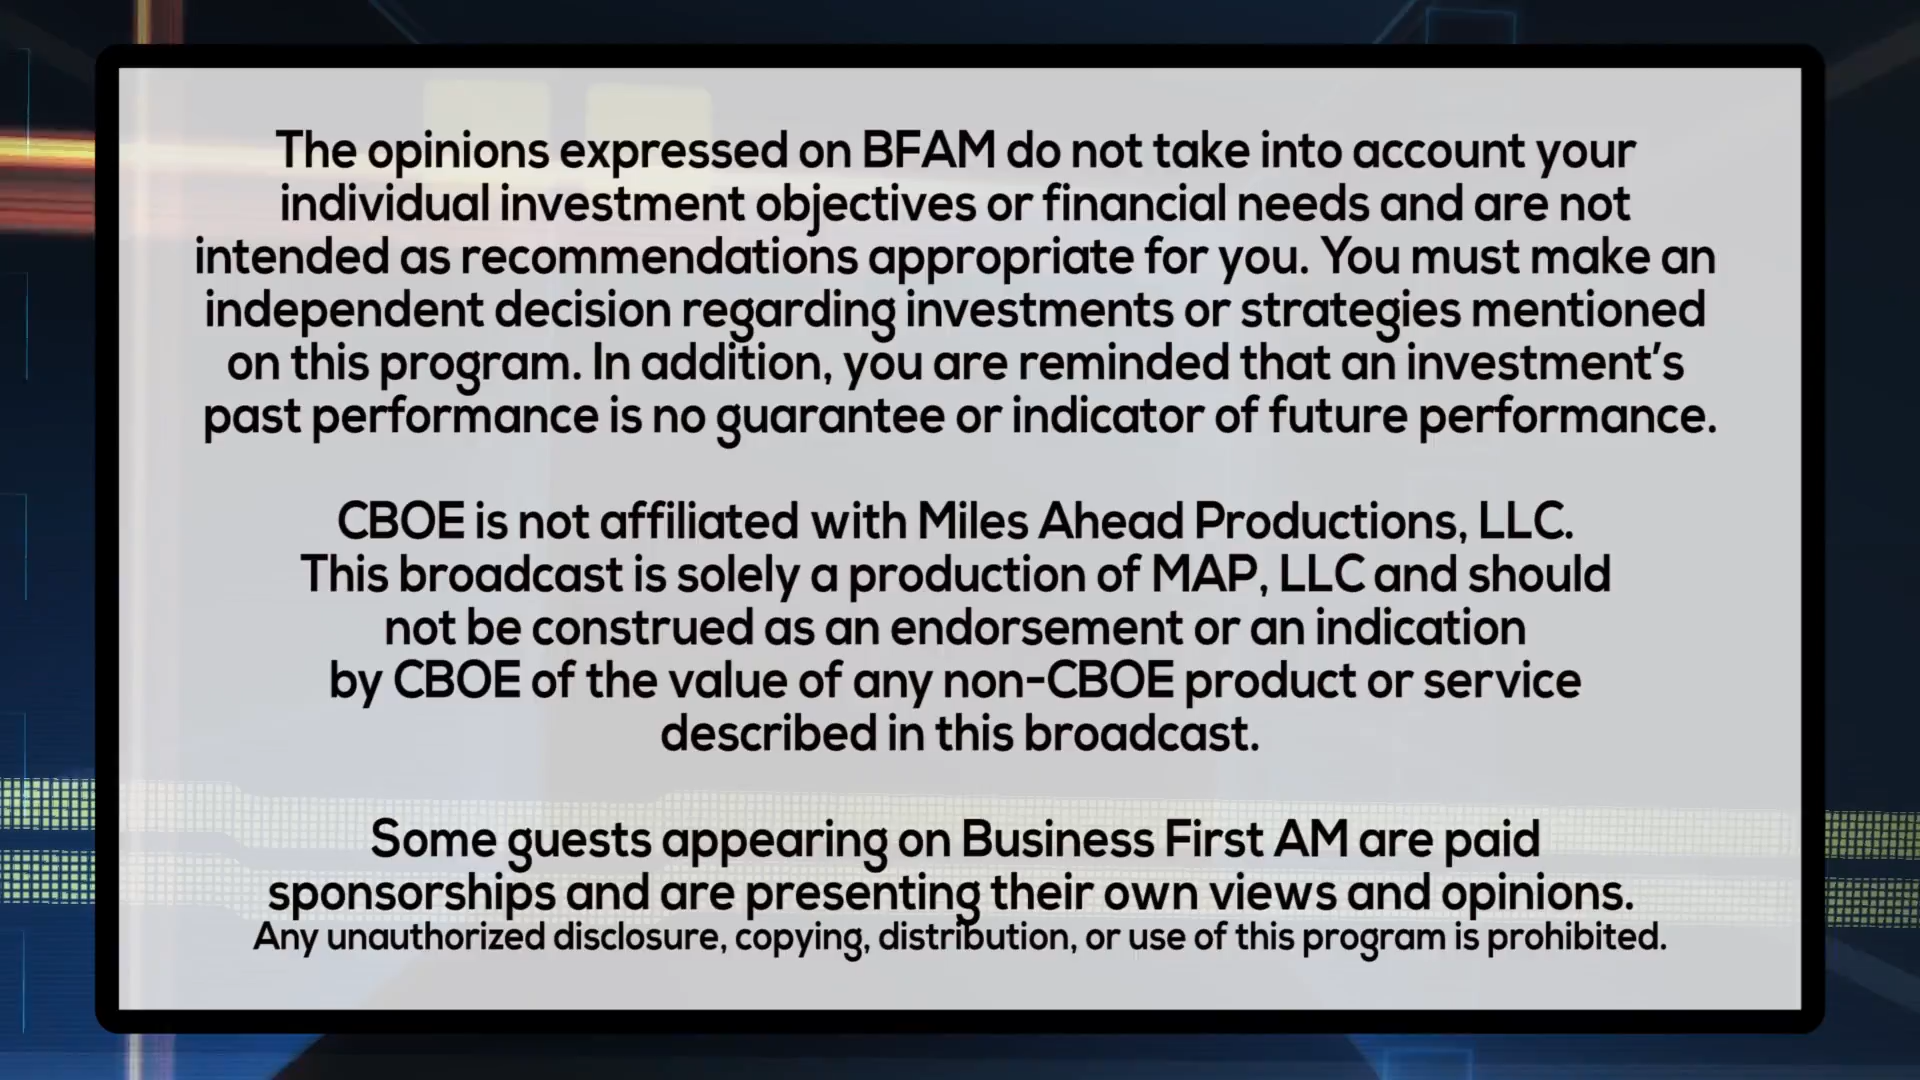 The opinions expressed on BFAM do not take into account your
individual investment objectives or financial needs and are not
intended as recommendations appropriate for you. You must make an
independent decision regarding investments or strategies mentioned
on this program. In addition, you are reminded that an investment’s
past performance is no guarantee or indicator of future performance.
CBOE is not affiliated with Miles Ahead Productions, LLC.
This broadcast is solely a production of MAP, LLC and should
not be construed as an endorsement or an indication
by CBOE of the value of any non-CBOE product or service
described in this broadcast.
Some guests appearing on Business First AM are paid
sponsorships and are presenting their own views and opinions.
Any unauthorized disclosure, copying, distribution, or use of this program is prohibited.